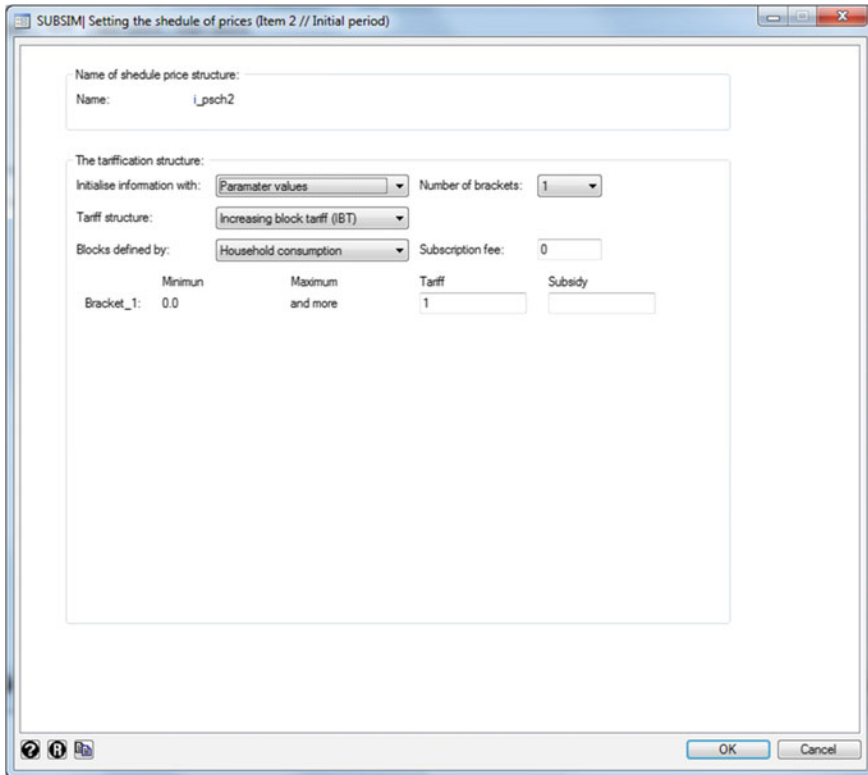 SUBSIM| Setting the shedule of prices (Item 2 // Initial period)
Name of shedule price structure:
Name: i_psch2
The tariffication structure:
Initialise information with: Paramater values Number of brackets: 1
Tariff structure: Increasing block tariff (IBT)
Blocks defined by: Household consumption Subscription fee: 0
Minimun Maximum Tariff Subsidy
Bracket_1: 0.0 and more 1
? R OK Cancel